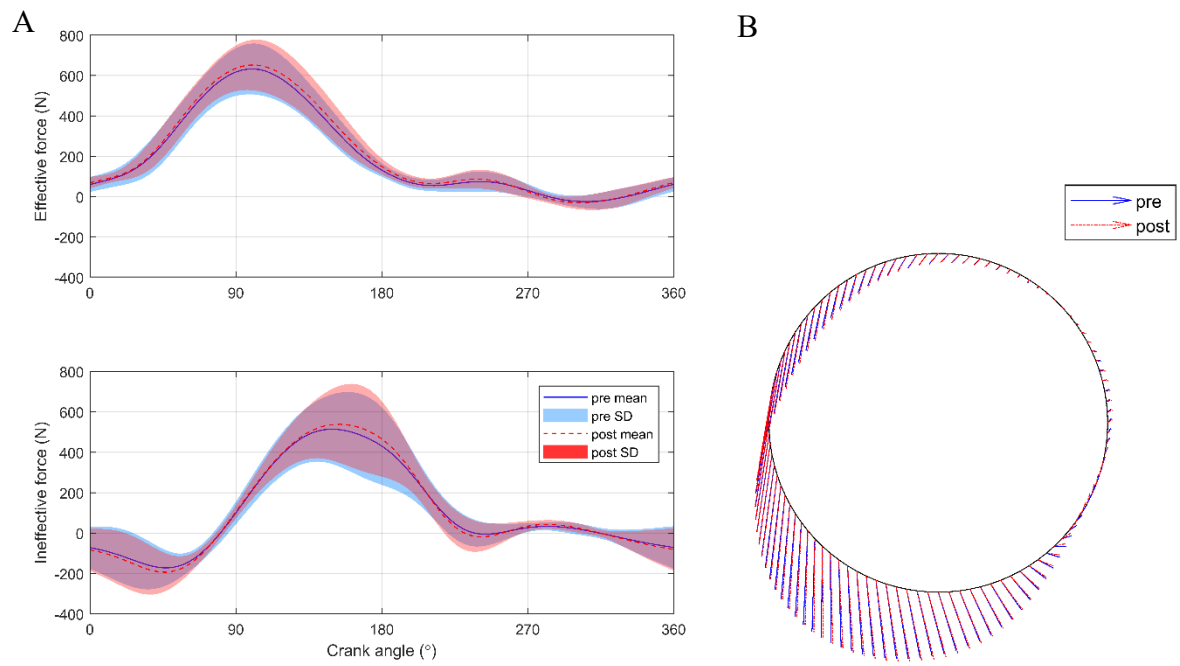 A
B
800
600
400
200
0
-200
-400
Effective force (N)
0
90
180
270
360
pre
post
800
600
400
200
0
-200
-400
Ineffective force (N)
pre mean
pre SD
post mean
post SD
0
90
180
270
360
Crank angle (°)